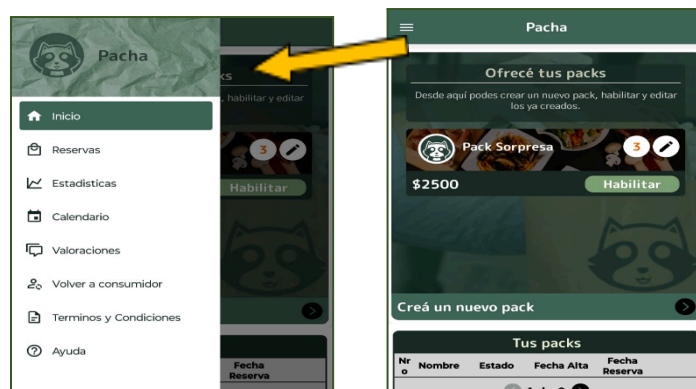 Pacha
Inicio
Reservas
Estadisticas
Calendario
Valoraciones
Volver a consumidor
Terminos y Condiciones
Ayuda
ks
, habilitar y editar
3
Habilitar
Fecha
Reserva
Pacha
Ofrecé tus packs
Desde aquí podes crear un nuevo pack, habilitar y editar
los ya creados.
Pack Sorpresa
3
$2500
Habilitar
Creá un nuevo pack
Tus packs
Nro Nombre Estado Fecha Alta Fecha Reserva